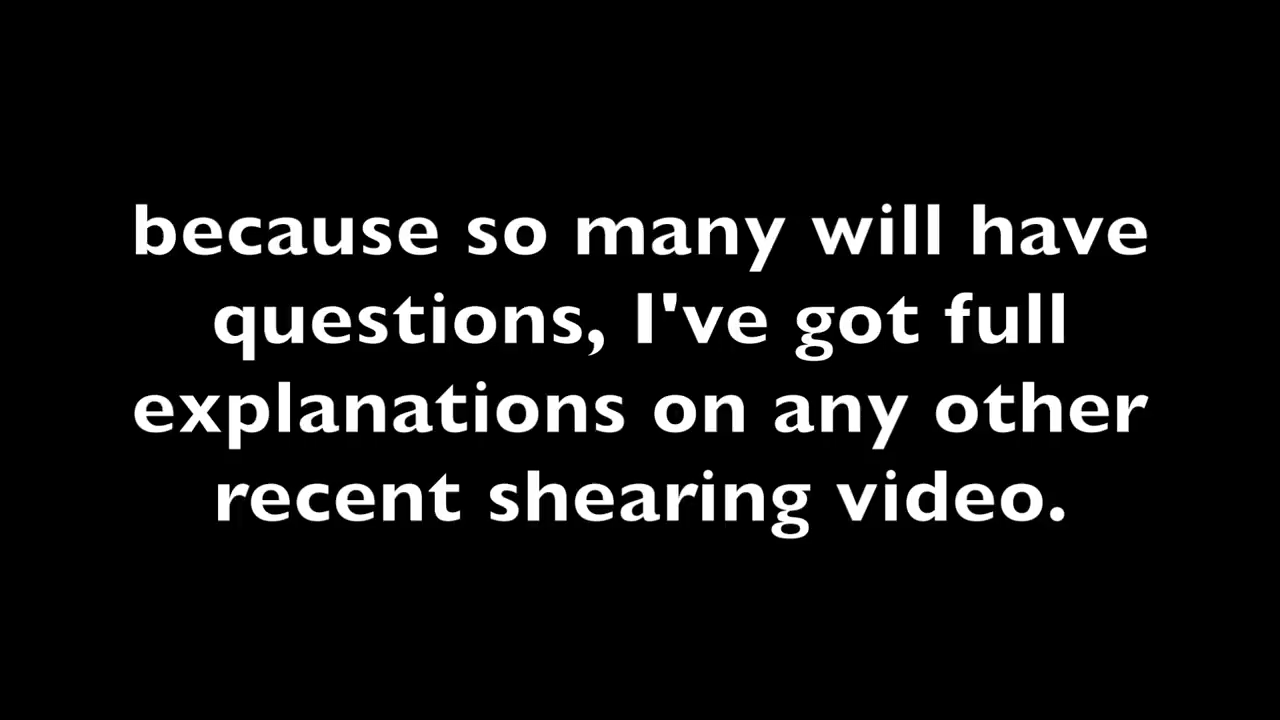 because so many will have
questions, I've got full
explanations on any other
recent shearing video.